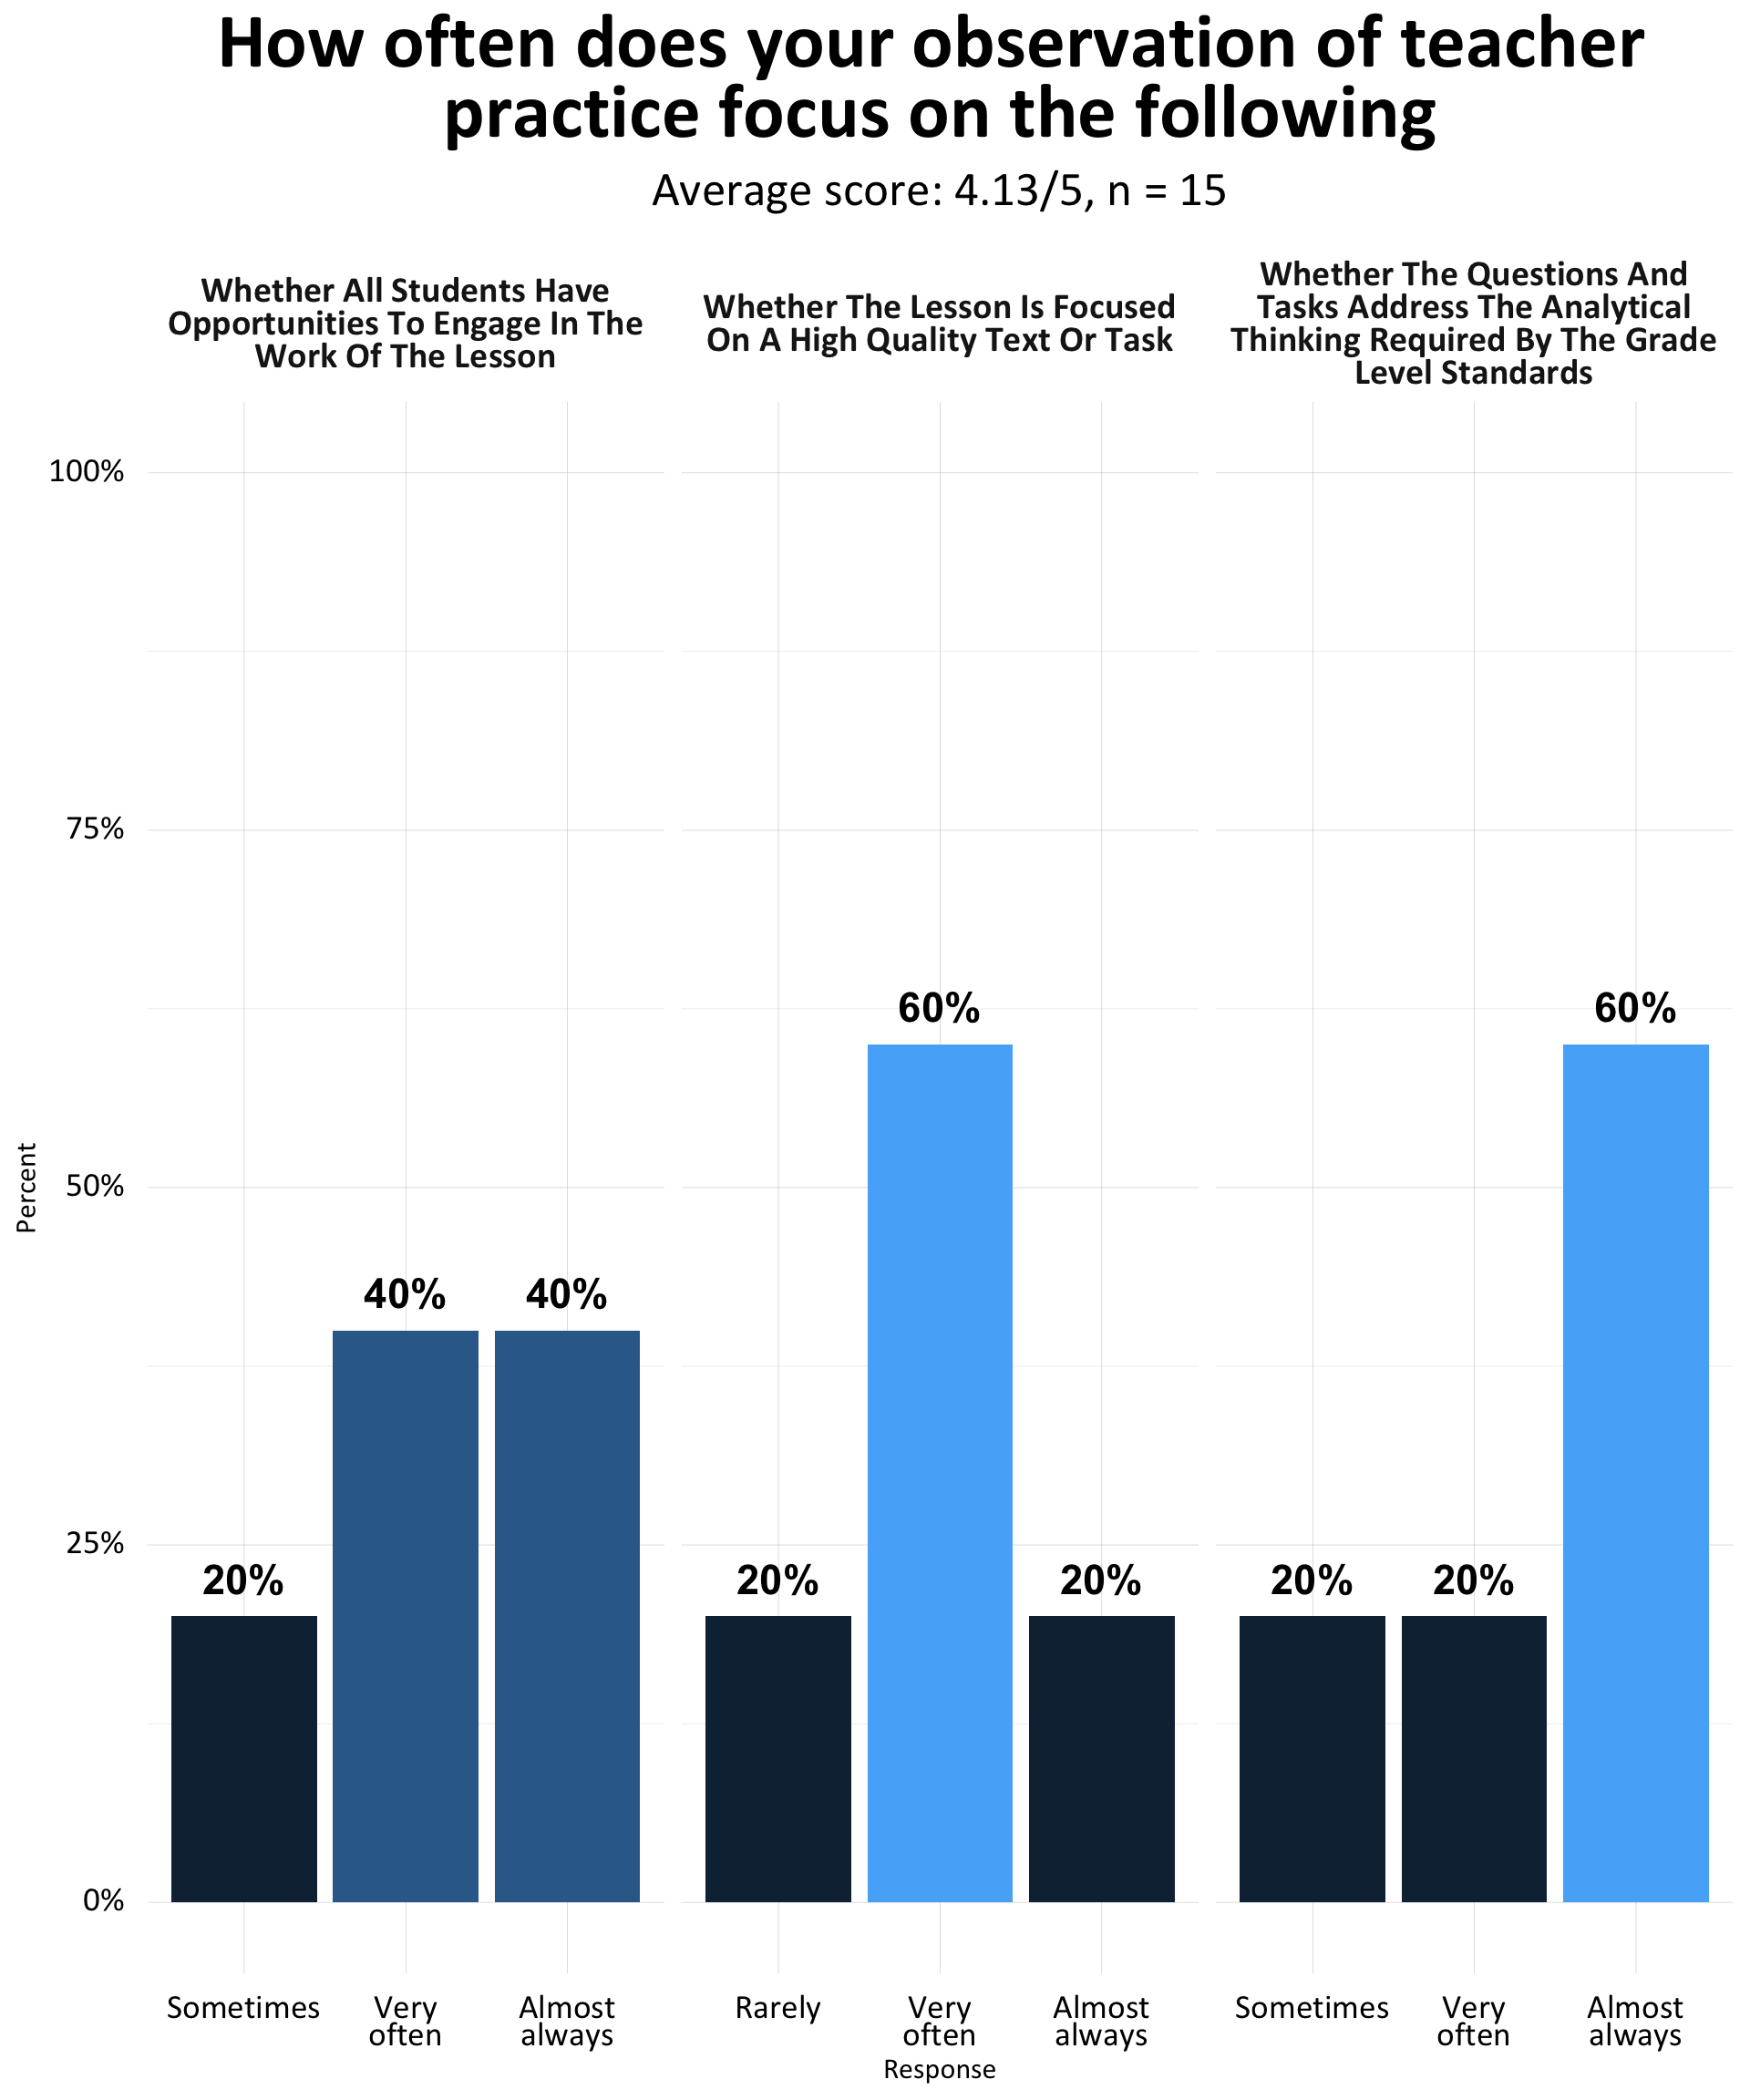 How often does your observation of teacher
practice focus on the following
Average score: 4.13/5, n = 15
Whether All Students Have
Opportunities To Engage In The
Work Of The Lesson
Whether The Lesson Is Focused
On A High Quality Text Or Task
Whether The Questions And
Tasks Address The Analytical
Thinking Required By The Grade
Level Standards
100%
75%
50%
25%
0%
Percent
20%
40%
40%
20%
60%
20%
20%
20%
60%
Sometimes
Very
often
Almost
always
Rarely
Very
often
Almost
always
Sometimes
Very
often
Almost
always
Response